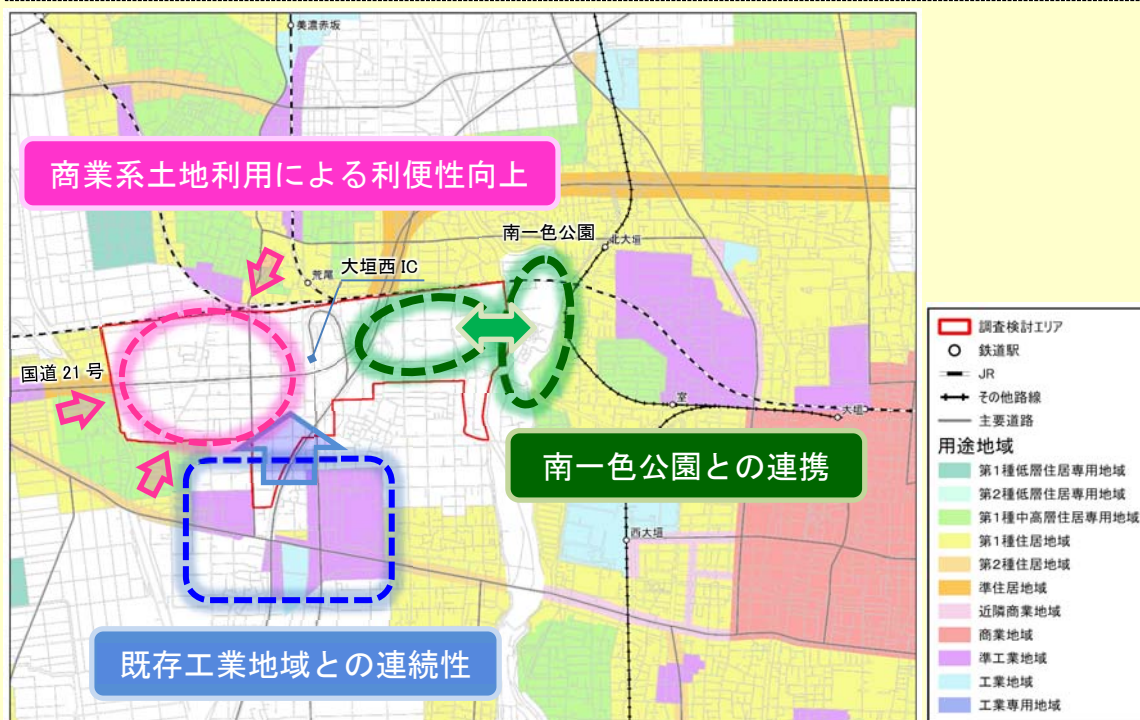 美濃赤坂
商業系土地利用による利便性向上
南一色公園
北大垣
大垣西 IC
荒尾
国道 21 号
室
大垣
南一色公園との連携
西大垣
既存工業地域との連続性
調査検討エリア
鉄道駅
JR
その他路線
主要道路
用途地域
第1種低層住居専用地域
第2種低層住居専用地域
第1種中高層住居専用地域
第1種住居地域
第2種住居地域
準住居地域
近隣商業地域
商業地域
準工業地域
工業地域
工業専用地域